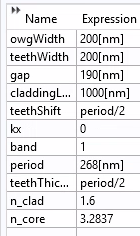 Name Expression
owgWidth 200[nm]
teethWidth 200[nm]
gap 190[nm]
claddingL... 1000[nm]
teethShift period/2
kx 0
band 1
period 268[nm]
teethThic... period/2
n_clad 1.6
n_core 3.2837